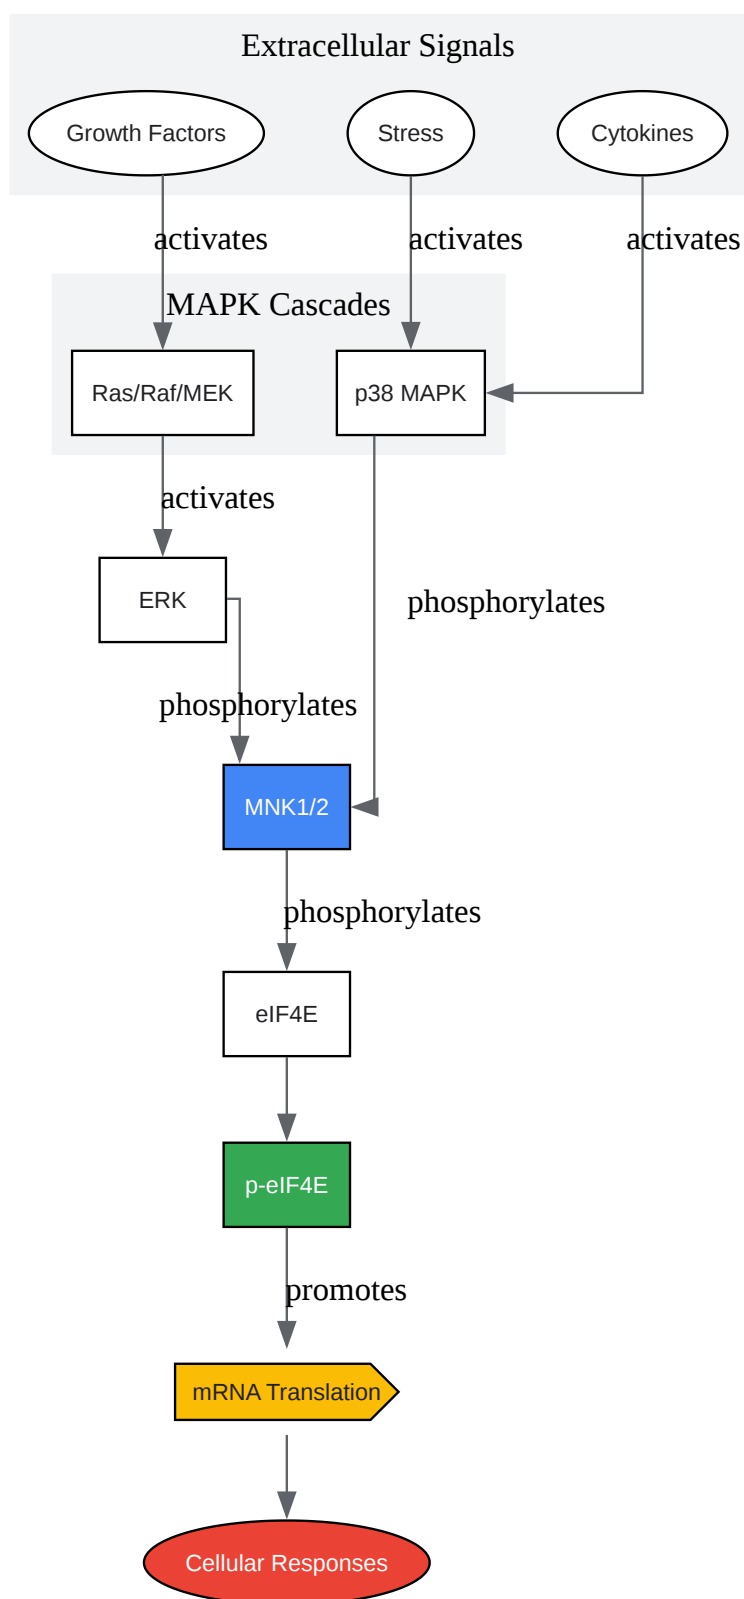 Extracellular Signals
Growth Factors
Stress
Cytokines
activates
activates
activates
MAPK Cascades
Ras/Raf/MEK
p38 MAPK
activates
ERK
phosphorylates
phosphorylates
MNK1/2
phosphorylates
eIF4E
p-eIF4E
promotes
mRNA Translation
Cellular Responses